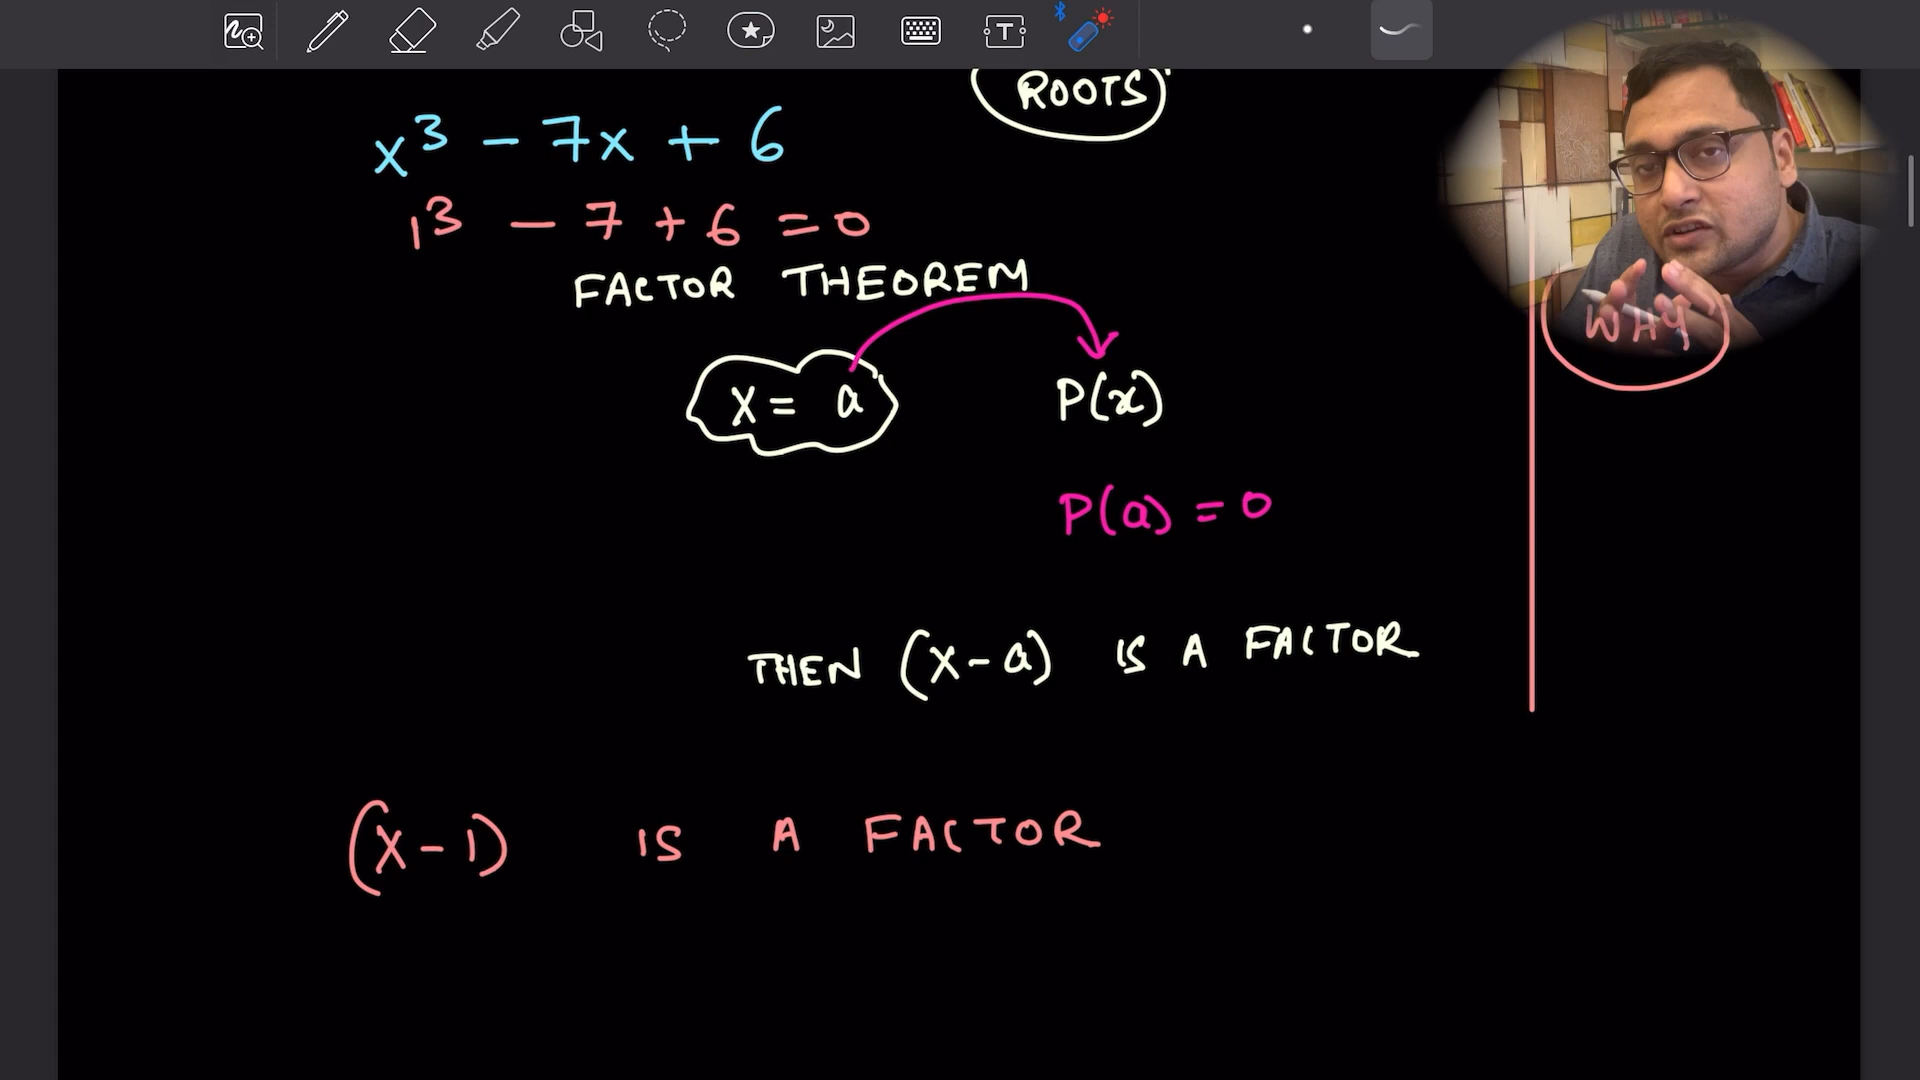 ROOTS
x³ - 7x + 6
1³ - 7 + 6 = 0
FACTOR THEOREM
WHY
x = a P(x)
P(a) = 0
THEN (x-a) IS A FACTOR
(x-1) IS A FACTOR